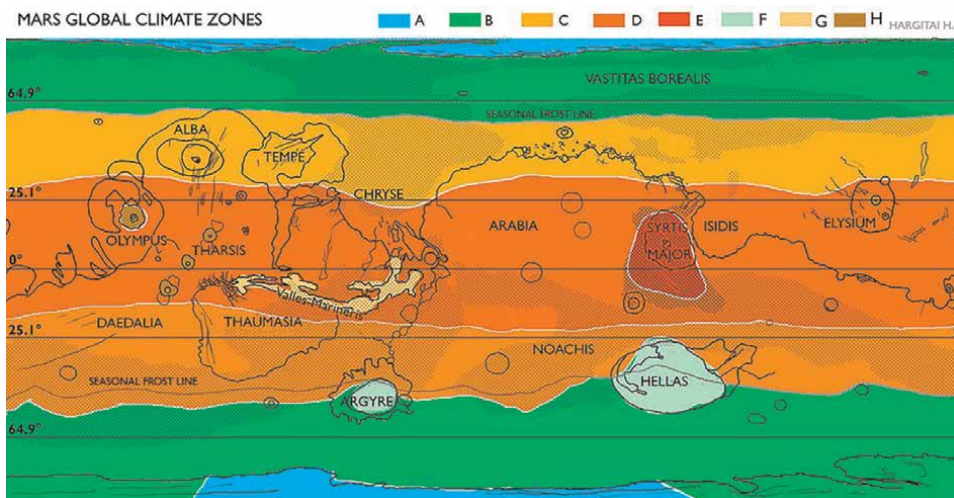 MARS GLOBAL CLIMATE ZONES A B C D E F G H HARGITAI H.
VASTITAS BOREALIS
64.9°
SEASONAL FROST LINE
ALBA
TEMPE
25.1°
CHRYSE
OLYMPUS
THARSIS
ARABIA
SYRTIS
MAJOR
ISIDIS
ELYSIUM
0°
Valles-Marineris
DAEDALIA
THAUMASIA
25.1°
NOACHIS
SEASONAL FROST LINE
ARGYRE
HELLAS
64.9°